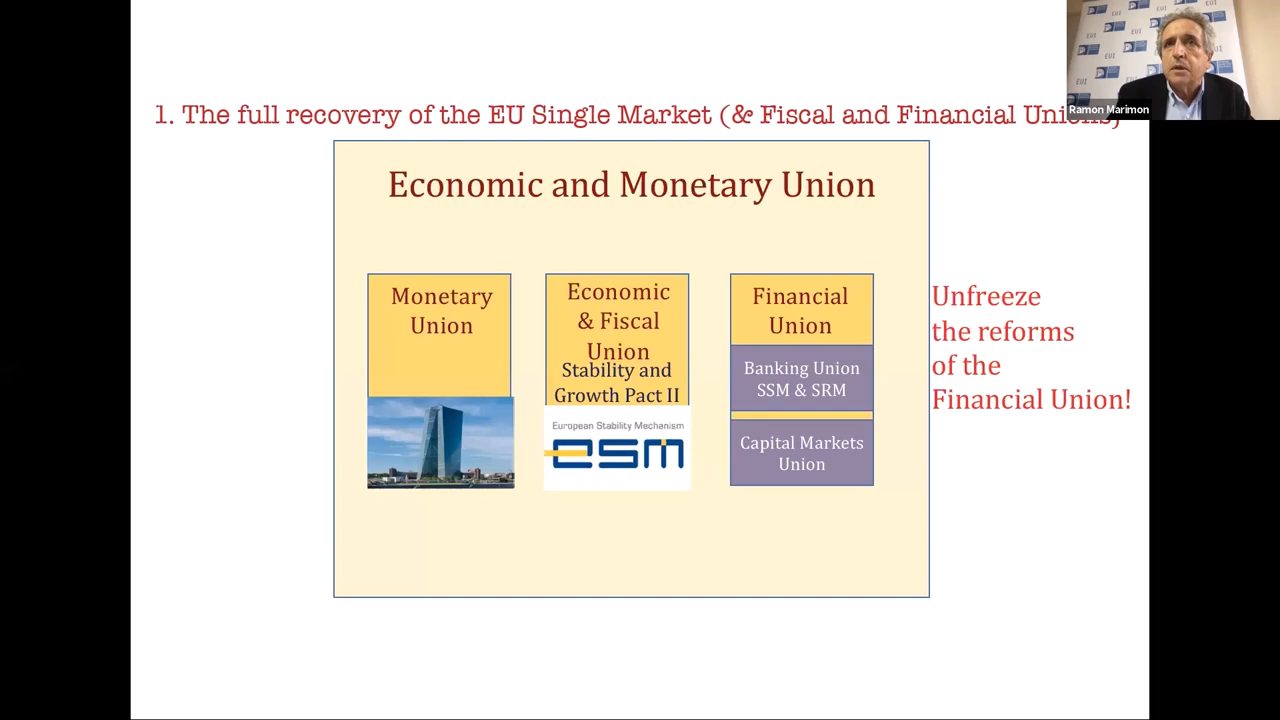 1. The full recovery of the EU Single Market (& Fiscal and Financial Unions)
Ramon Marimon
EUI
Economic and Monetary Union
Monetary
Union
Economic
& Fiscal
Union
Stability and
Growth Pact II
European Stability Mechanism
esm
Financial
Union
Banking Union
SSM & SRM
Capital Markets
Union
Unfreeze
the reforms
of the
Financial Union!